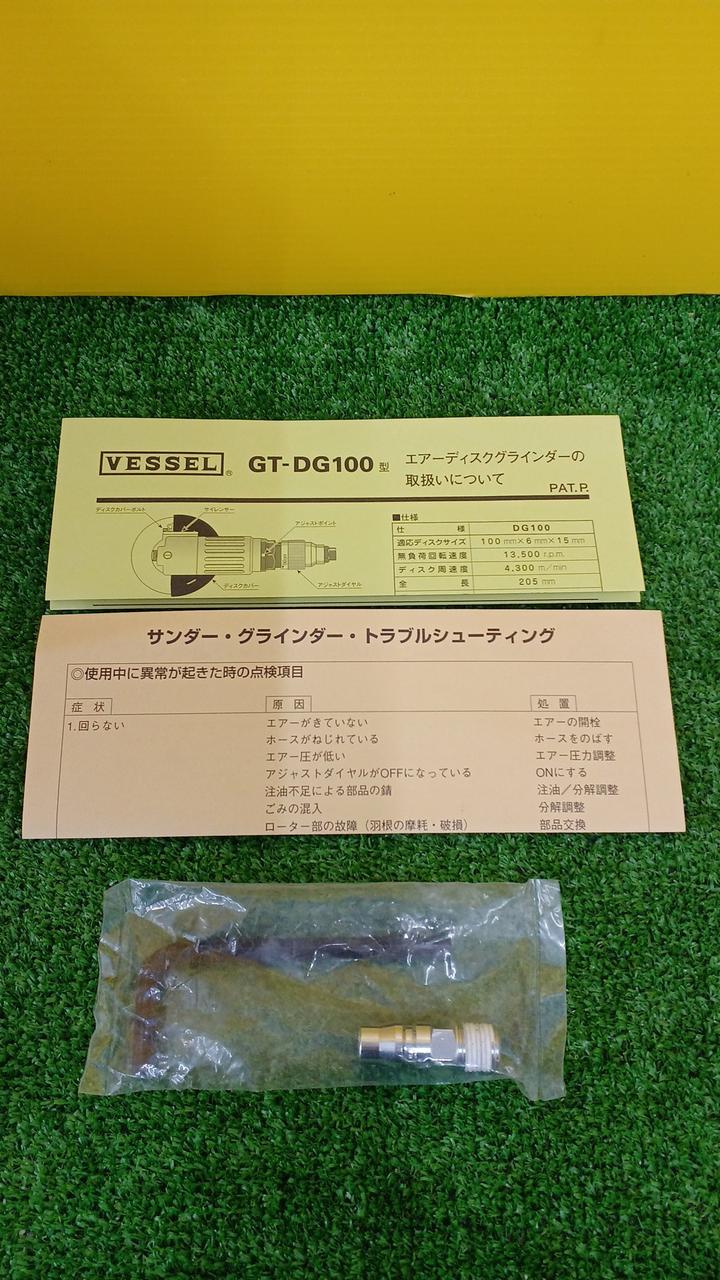 VESSEL® GT-DG100型 エアーディスクグラインダーの
取扱いについて
PAT.P.
ディスクカバーボルト サイレンサー アジャストポイント
ディスクカバー アジャストダイヤル
■仕様
仕様 DG100
適応ディスクサイズ 100mm×6mm×15mm
無負荷回転速度 13,500 r.p.m.
ディスク周速度 4,300 m/min
全長 205 mm
サンダー・グラインダー・トラブルシューティング
◎使用中に異常が起きた時の点検項目
症状 原因 処置
1.回らない エアーがきていない エアーの開栓
ホースがねじれている ホースをのばす
エアー圧が低い エアー圧力調整
アジャストダイヤルがOFFになっている ONにする
注油不足による部品の錆 注油/分解調整
ごみの混入 分解調整
ローター部の故障（羽根の摩耗・破損） 部品交換